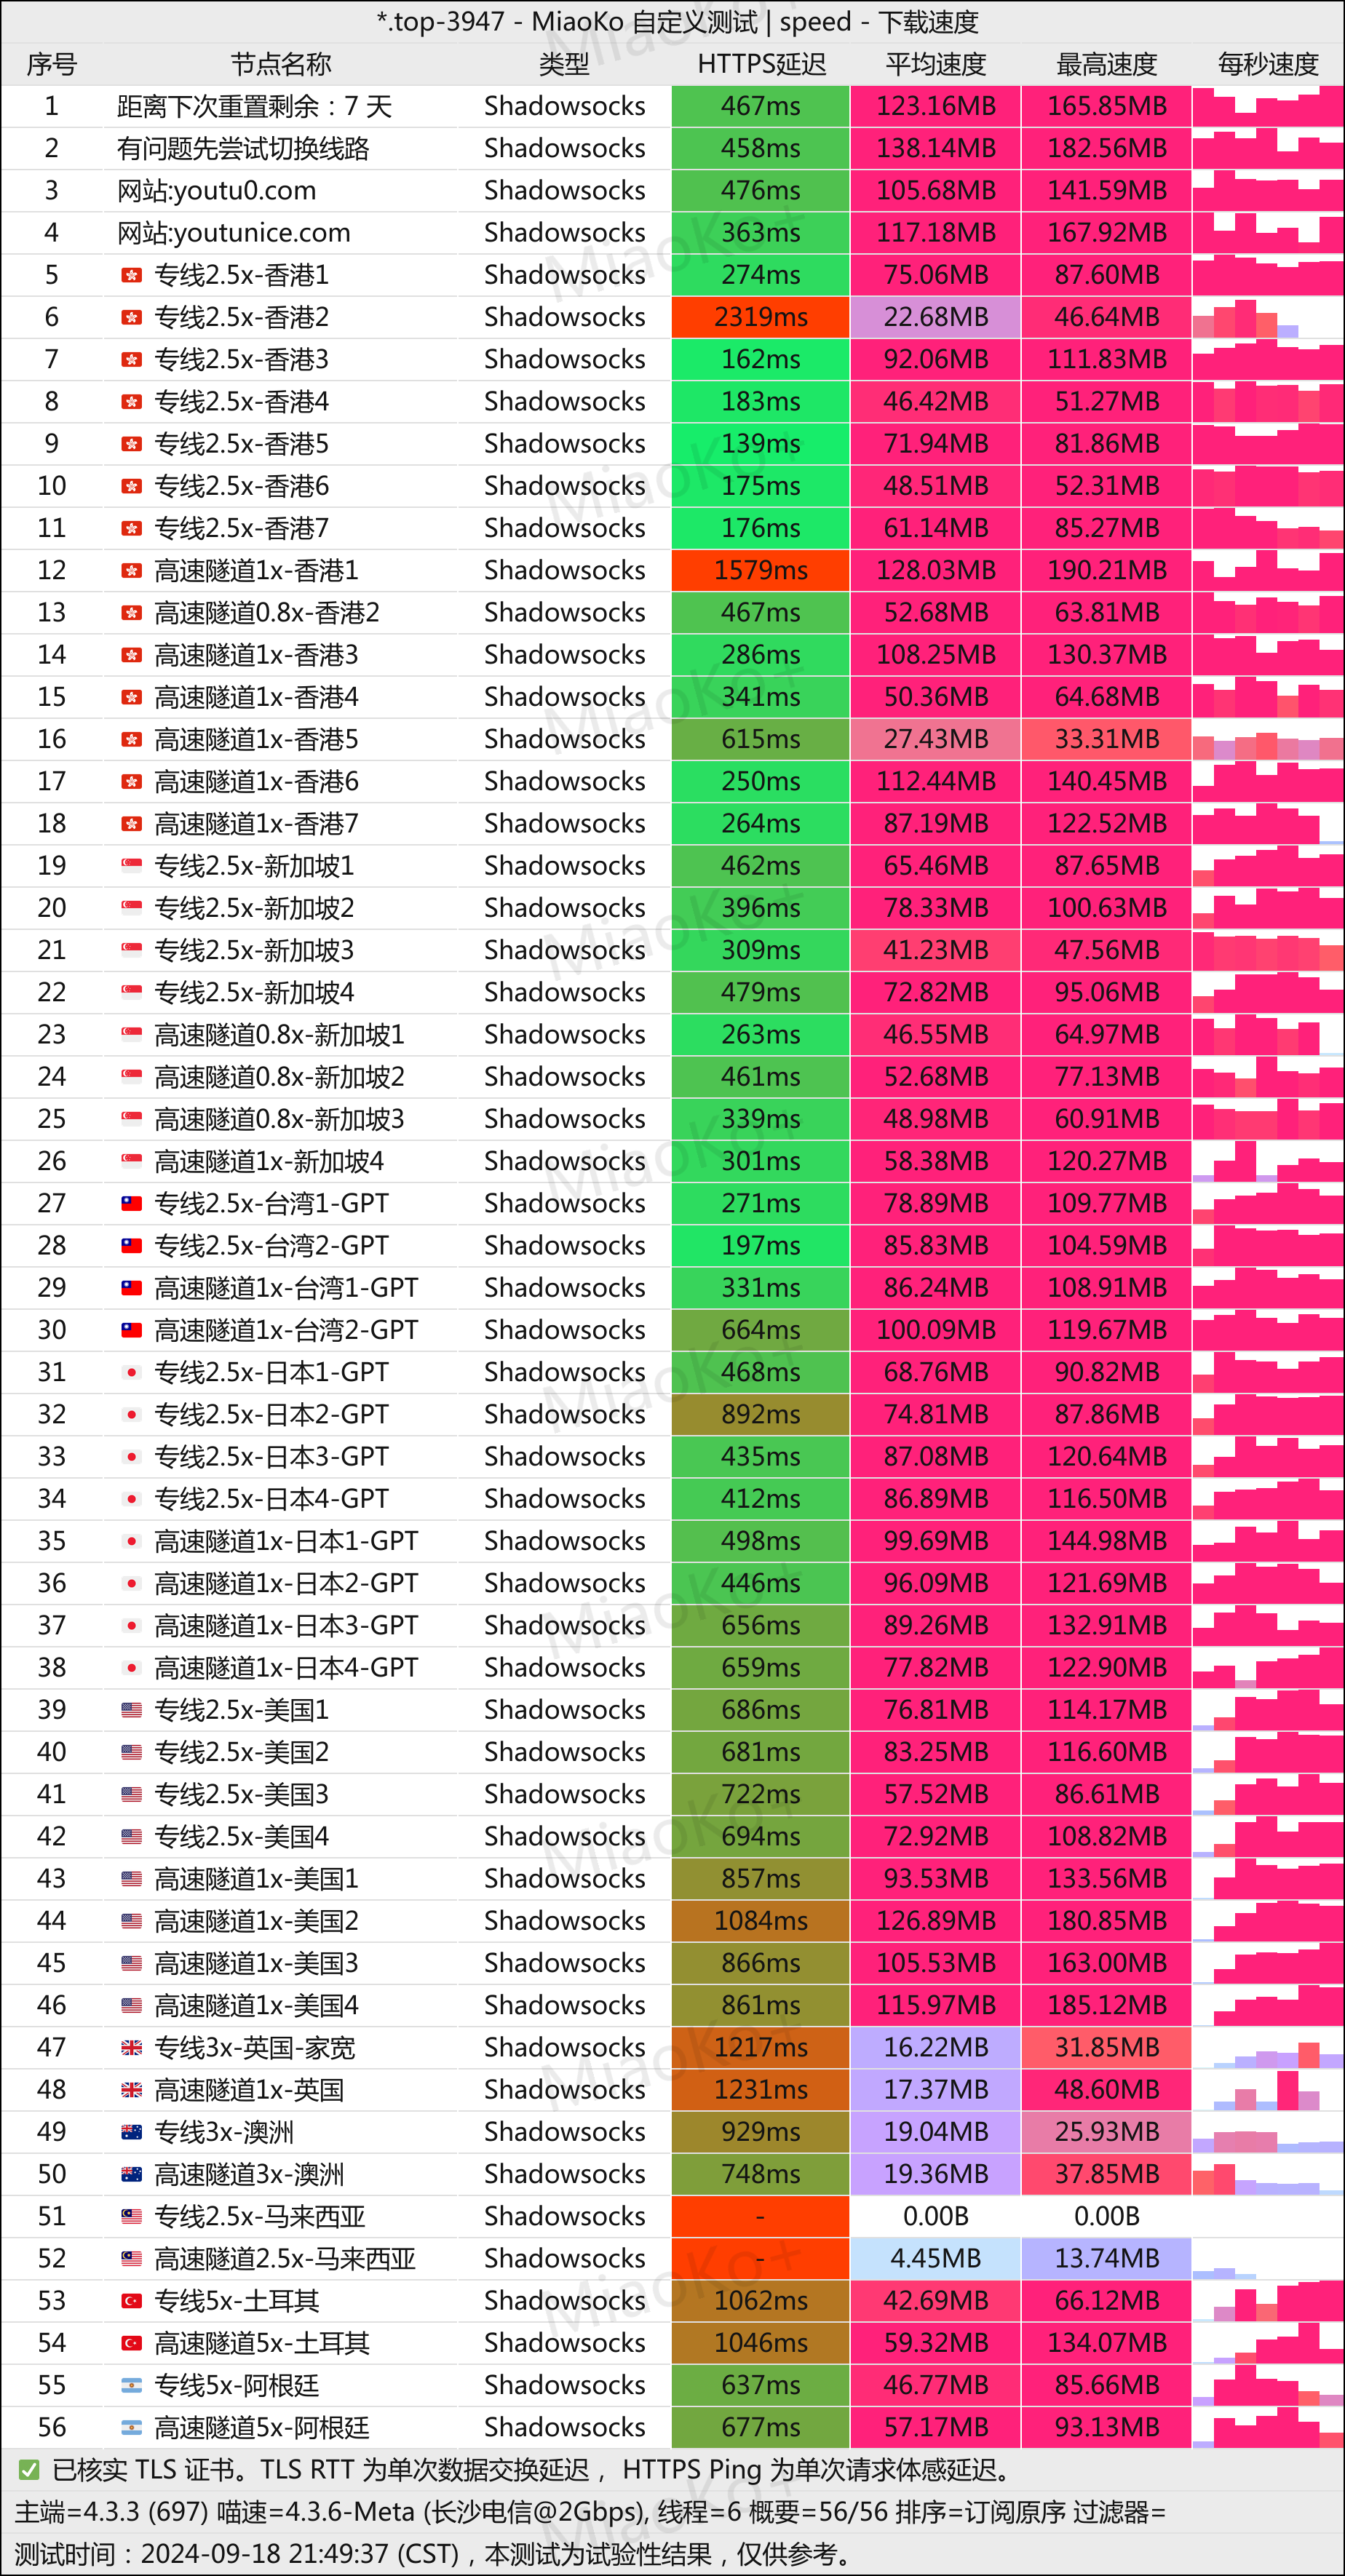 *.top-3947 - MiaoKo 自定义测试 | speed - 下载速度
序号 节点名称 类型 HTTPS延迟 平均速度 最高速度 每秒速度
1 距离下次重置剩余：7 天 Shadowsocks 467ms 123.16MB 165.85MB
2 有问题先尝试切换线路 Shadowsocks 458ms 138.14MB 182.56MB
3 网站:youtu0.com Shadowsocks 476ms 105.68MB 141.59MB
4 网站:youtunice.com Shadowsocks 363ms 117.18MB 167.92MB
5 专线2.5x-香港1 Shadowsocks 274ms 75.06MB 87.60MB
6 专线2.5x-香港2 Shadowsocks 2319ms 22.68MB 46.64MB
7 专线2.5x-香港3 Shadowsocks 162ms 92.06MB 111.83MB
8 专线2.5x-香港4 Shadowsocks 183ms 46.42MB 51.27MB
9 专线2.5x-香港5 Shadowsocks 139ms 71.94MB 81.86MB
10 专线2.5x-香港6 Shadowsocks 175ms 48.51MB 52.31MB
11 专线2.5x-香港7 Shadowsocks 176ms 61.14MB 85.27MB
12 高速隧道1x-香港1 Shadowsocks 1579ms 128.03MB 190.21MB
13 高速隧道0.8x-香港2 Shadowsocks 467ms 52.68MB 63.81MB
14 高速隧道1x-香港3 Shadowsocks 286ms 108.25MB 130.37MB
15 高速隧道1x-香港4 Shadowsocks 341ms 50.36MB 64.68MB
16 高速隧道1x-香港5 Shadowsocks 615ms 27.43MB 33.31MB
17 高速隧道1x-香港6 Shadowsocks 250ms 112.44MB 140.45MB
18 高速隧道1x-香港7 Shadowsocks 264ms 87.19MB 122.52MB
19 专线2.5x-新加坡1 Shadowsocks 462ms 65.46MB 87.65MB
20 专线2.5x-新加坡2 Shadowsocks 396ms 78.33MB 100.63MB
21 专线2.5x-新加坡3 Shadowsocks 309ms 41.23MB 47.56MB
22 专线2.5x-新加坡4 Shadowsocks 479ms 72.82MB 95.06MB
23 高速隧道0.8x-新加坡1 Shadowsocks 263ms 46.55MB 64.97MB
24 高速隧道0.8x-新加坡2 Shadowsocks 461ms 52.68MB 77.13MB
25 高速隧道0.8x-新加坡3 Shadowsocks 339ms 48.98MB 60.91MB
26 高速隧道1x-新加坡4 Shadowsocks 301ms 58.38MB 120.27MB
27 专线2.5x-台湾1-GPT Shadowsocks 271ms 78.89MB 109.77MB
28 专线2.5x-台湾2-GPT Shadowsocks 197ms 85.83MB 104.59MB
29 高速隧道1x-台湾1-GPT Shadowsocks 331ms 86.24MB 108.91MB
30 高速隧道1x-台湾2-GPT Shadowsocks 664ms 100.09MB 119.67MB
31 专线2.5x-日本1-GPT Shadowsocks 468ms 68.76MB 90.82MB
32 专线2.5x-日本2-GPT Shadowsocks 892ms 74.81MB 87.86MB
33 专线2.5x-日本3-GPT Shadowsocks 435ms 87.08MB 120.64MB
34 专线2.5x-日本4-GPT Shadowsocks 412ms 86.89MB 116.50MB
35 高速隧道1x-日本1-GPT Shadowsocks 498ms 99.69MB 144.98MB
36 高速隧道1x-日本2-GPT Shadowsocks 446ms 96.09MB 121.69MB
37 高速隧道1x-日本3-GPT Shadowsocks 656ms 89.26MB 132.91MB
38 高速隧道1x-日本4-GPT Shadowsocks 659ms 77.82MB 122.90MB
39 专线2.5x-美国1 Shadowsocks 686ms 76.81MB 114.17MB
40 专线2.5x-美国2 Shadowsocks 681ms 83.25MB 116.60MB
41 专线2.5x-美国3 Shadowsocks 722ms 57.52MB 86.61MB
42 专线2.5x-美国4 Shadowsocks 694ms 72.92MB 108.82MB
43 高速隧道1x-美国1 Shadowsocks 857ms 93.53MB 133.56MB
44 高速隧道1x-美国2 Shadowsocks 1084ms 126.89MB 180.85MB
45 高速隧道1x-美国3 Shadowsocks 866ms 105.53MB 163.00MB
46 高速隧道1x-美国4 Shadowsocks 861ms 115.97MB 185.12MB
47 专线3x-英国-家宽 Shadowsocks 1217ms 16.22MB 31.85MB
48 高速隧道1x-英国 Shadowsocks 1231ms 17.37MB 48.60MB
49 专线3x-澳洲 Shadowsocks 929ms 19.04MB 25.93MB
50 高速隧道3x-澳洲 Shadowsocks 748ms 19.36MB 37.85MB
51 专线2.5x-马来西亚 Shadowsocks - 0.00B 0.00B
52 高速隧道2.5x-马来西亚 Shadowsocks - 4.45MB 13.74MB
53 专线5x-土耳其 Shadowsocks 1062ms 42.69MB 66.12MB
54 高速隧道5x-土耳其 Shadowsocks 1046ms 59.32MB 134.07MB
55 专线5x-阿根廷 Shadowsocks 637ms 46.77MB 85.66MB
56 高速隧道5x-阿根廷 Shadowsocks 677ms 57.17MB 93.13MB
✅ 已核实 TLS 证书。TLS RTT 为单次数据交换延迟， HTTPS Ping 为单次请求体感延迟。
主端=4.3.3 (697) 喵速=4.3.6-Meta (长沙电信@2Gbps), 线程=6 概要=56/56 排序=订阅原序 过滤器=
测试时间：2024-09-18 21:49:37 (CST)，本测试为试验性结果，仅供参考。